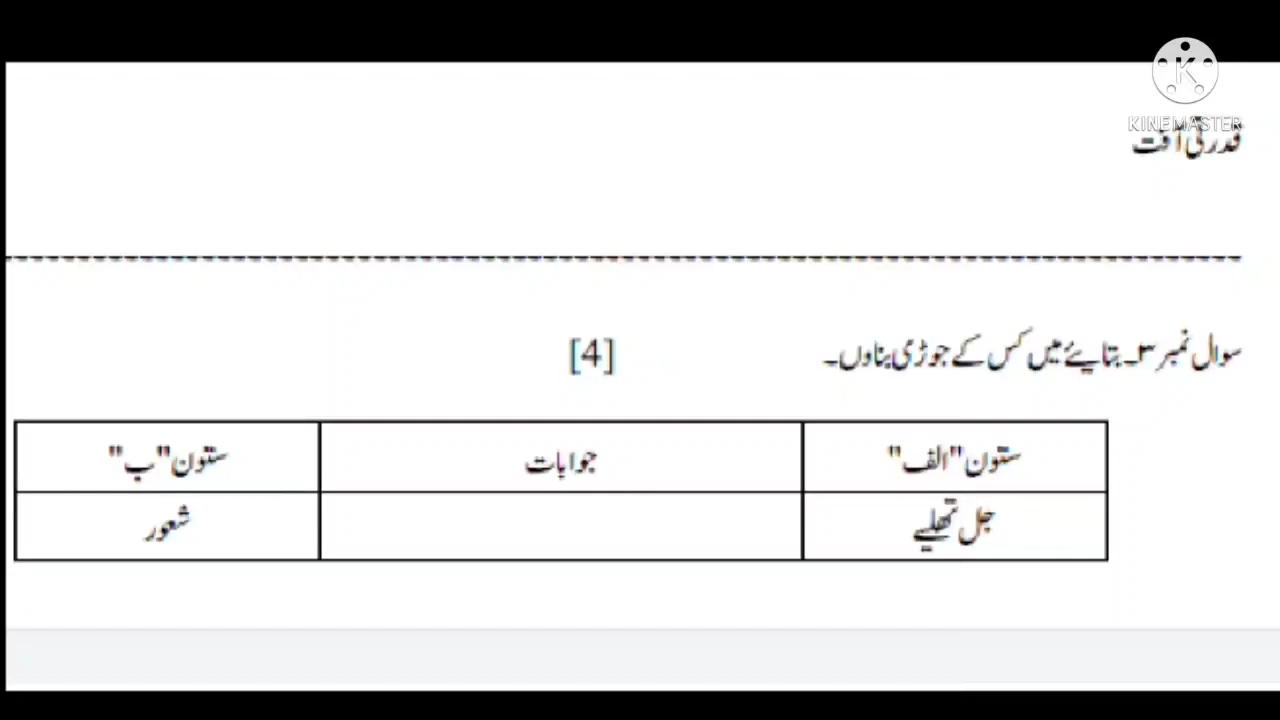 KINEMASTER
قدرتی آفت
سوال نمبر ۳۔ بتایئے میں کس کے جوڑی بناوں۔ [4]
ستون "الف" جوابات ستون "ب"
جل تھلیے شعور